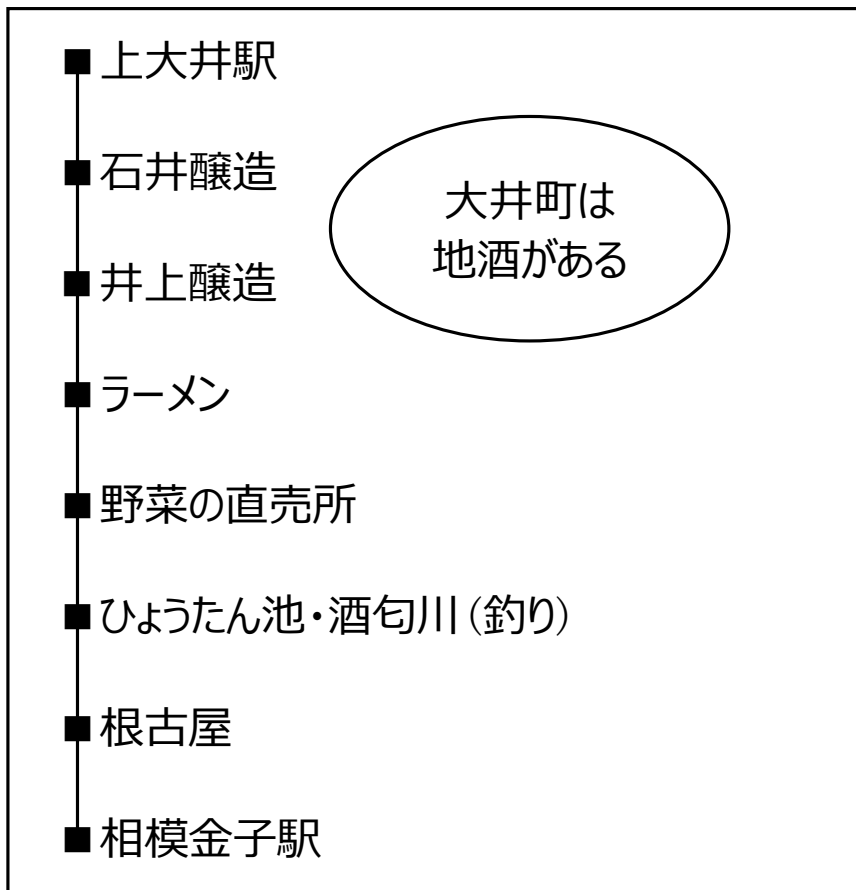 ■上大井駅
■石井醸造
■井上醸造
■ラーメン
■野菜の直売所
■ひょうたん池・酒匂川(釣り)
■根古屋
■相模金子駅
大井町は
地酒がある